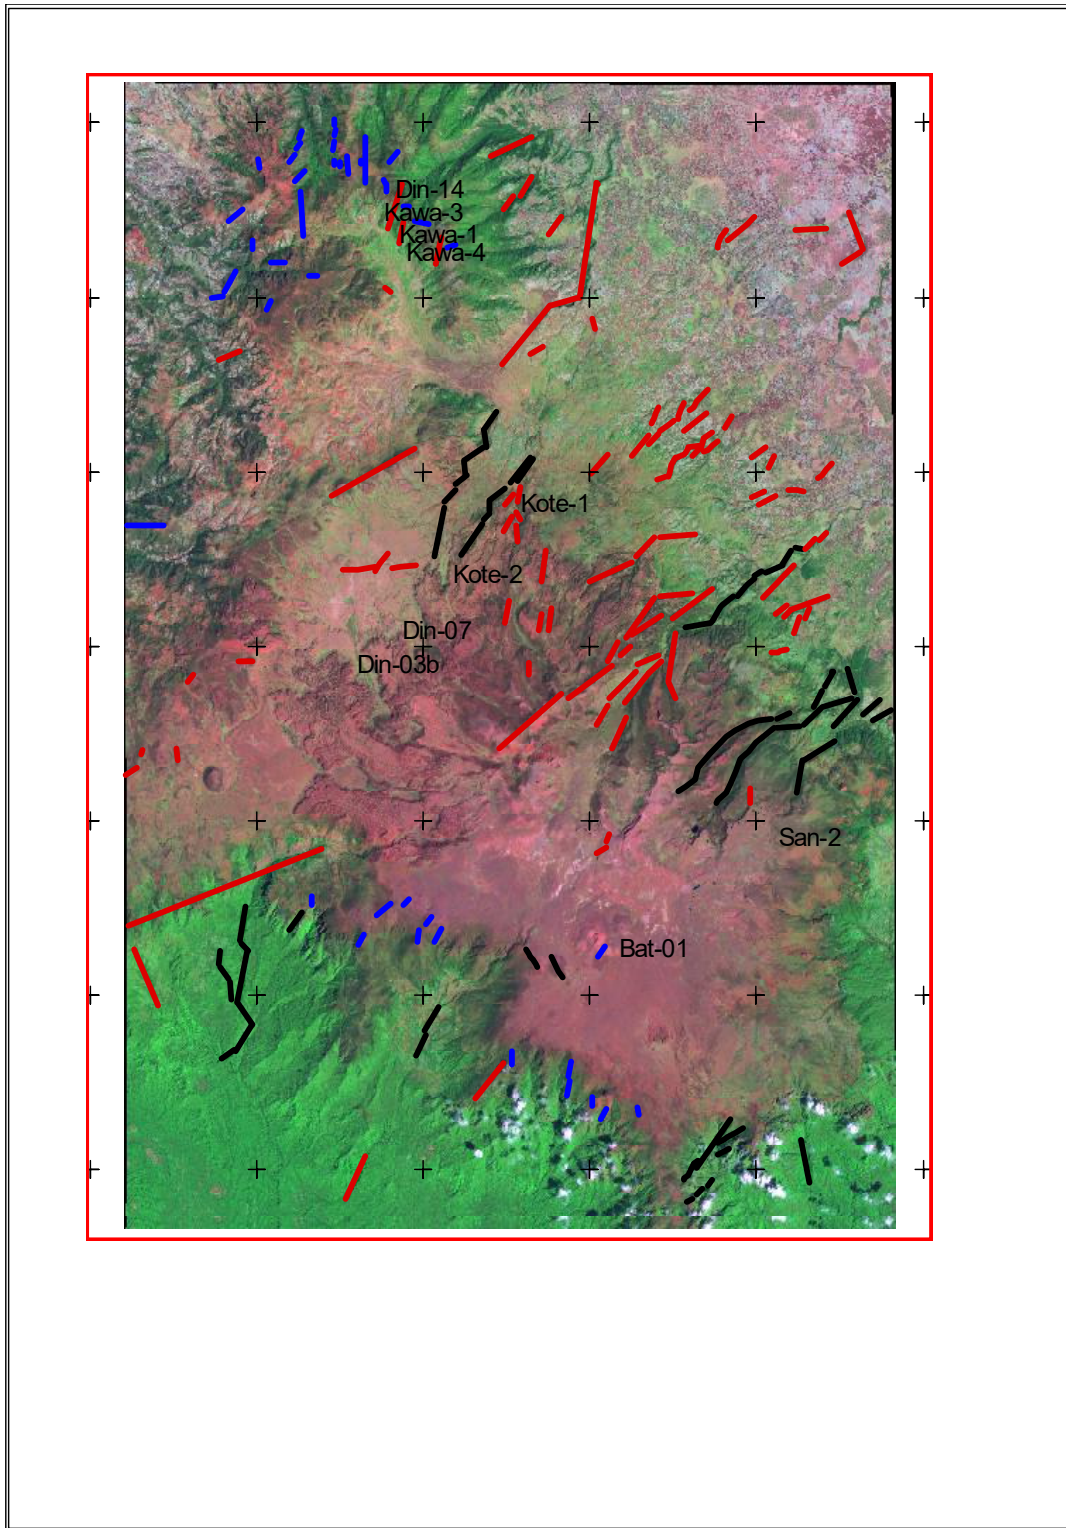 Din-14
Kawa-3
Kawa-1
Kawa-4
Kote-1
Kote-2
Din-07
Din-03b
San-2
Bat-01